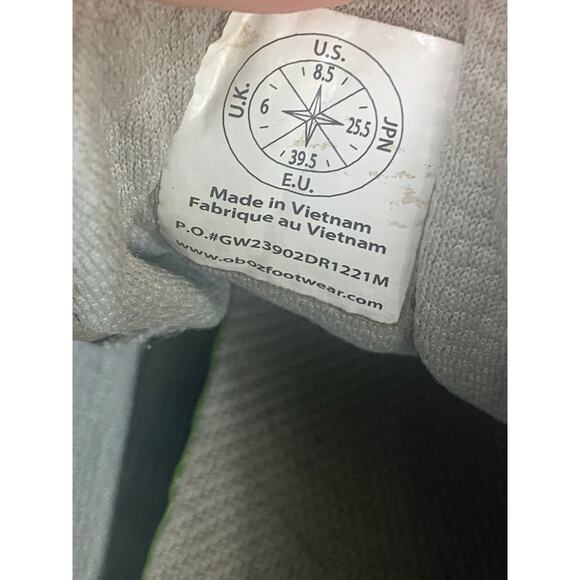 U.S.
8.5
U.K.
6
25.5
JPN
39.5
E.U.
Made in Vietnam
Fabrique au Vietnam
P.O.#GW23902DR1221M
www.obozfootwear.com